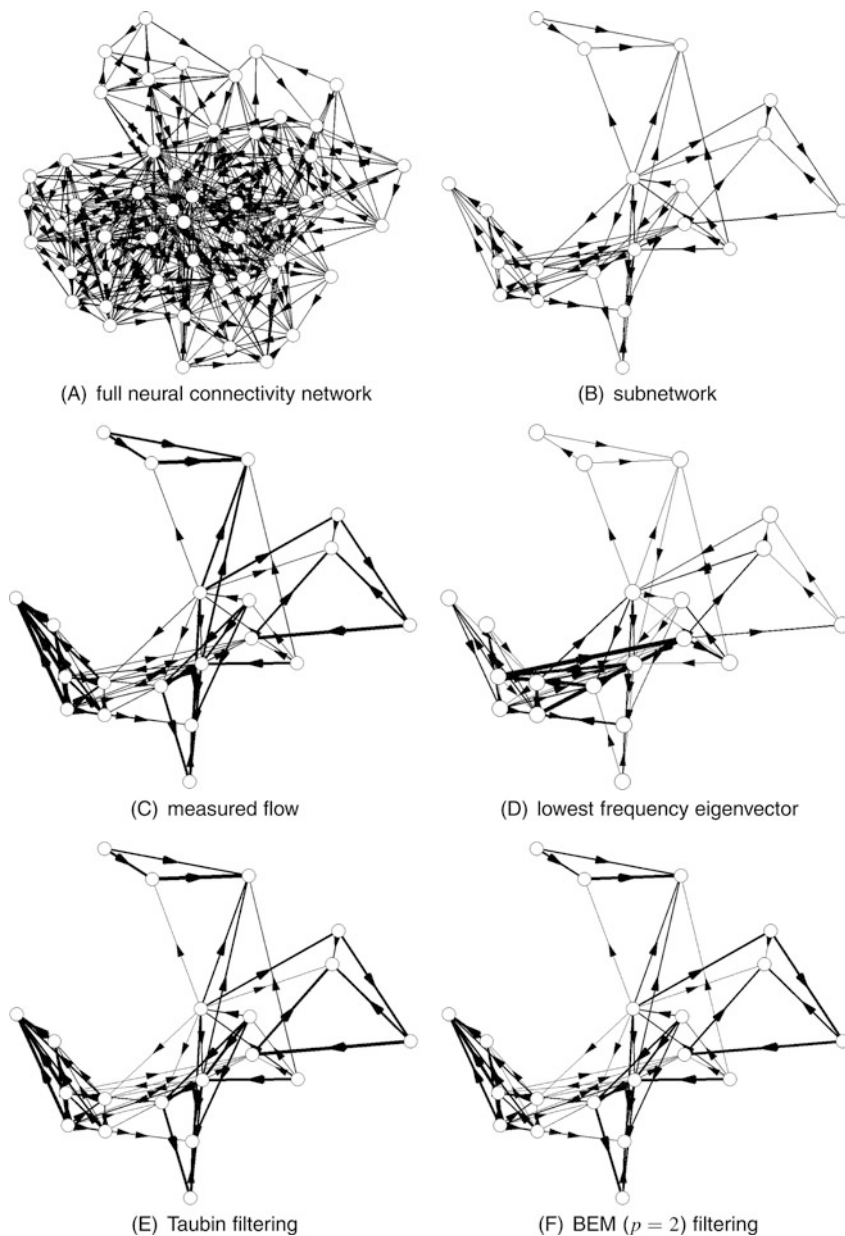 (A) full neural connectivity network
(B) subnetwork
(C) measured flow
(D) lowest frequency eigenvector
(E) Taubin filtering
(F) BEM (p = 2) filtering